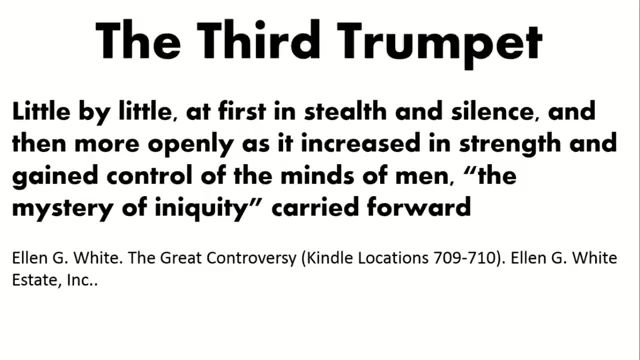 The Third Trumpet
Little by little, at first in stealth and silence, and
then more openly as it increased in strength and
gained control of the minds of men, “the
mystery of iniquity” carried forward
Ellen G. White. The Great Controversy (Kindle Locations 709-710). Ellen G. White
Estate, Inc..